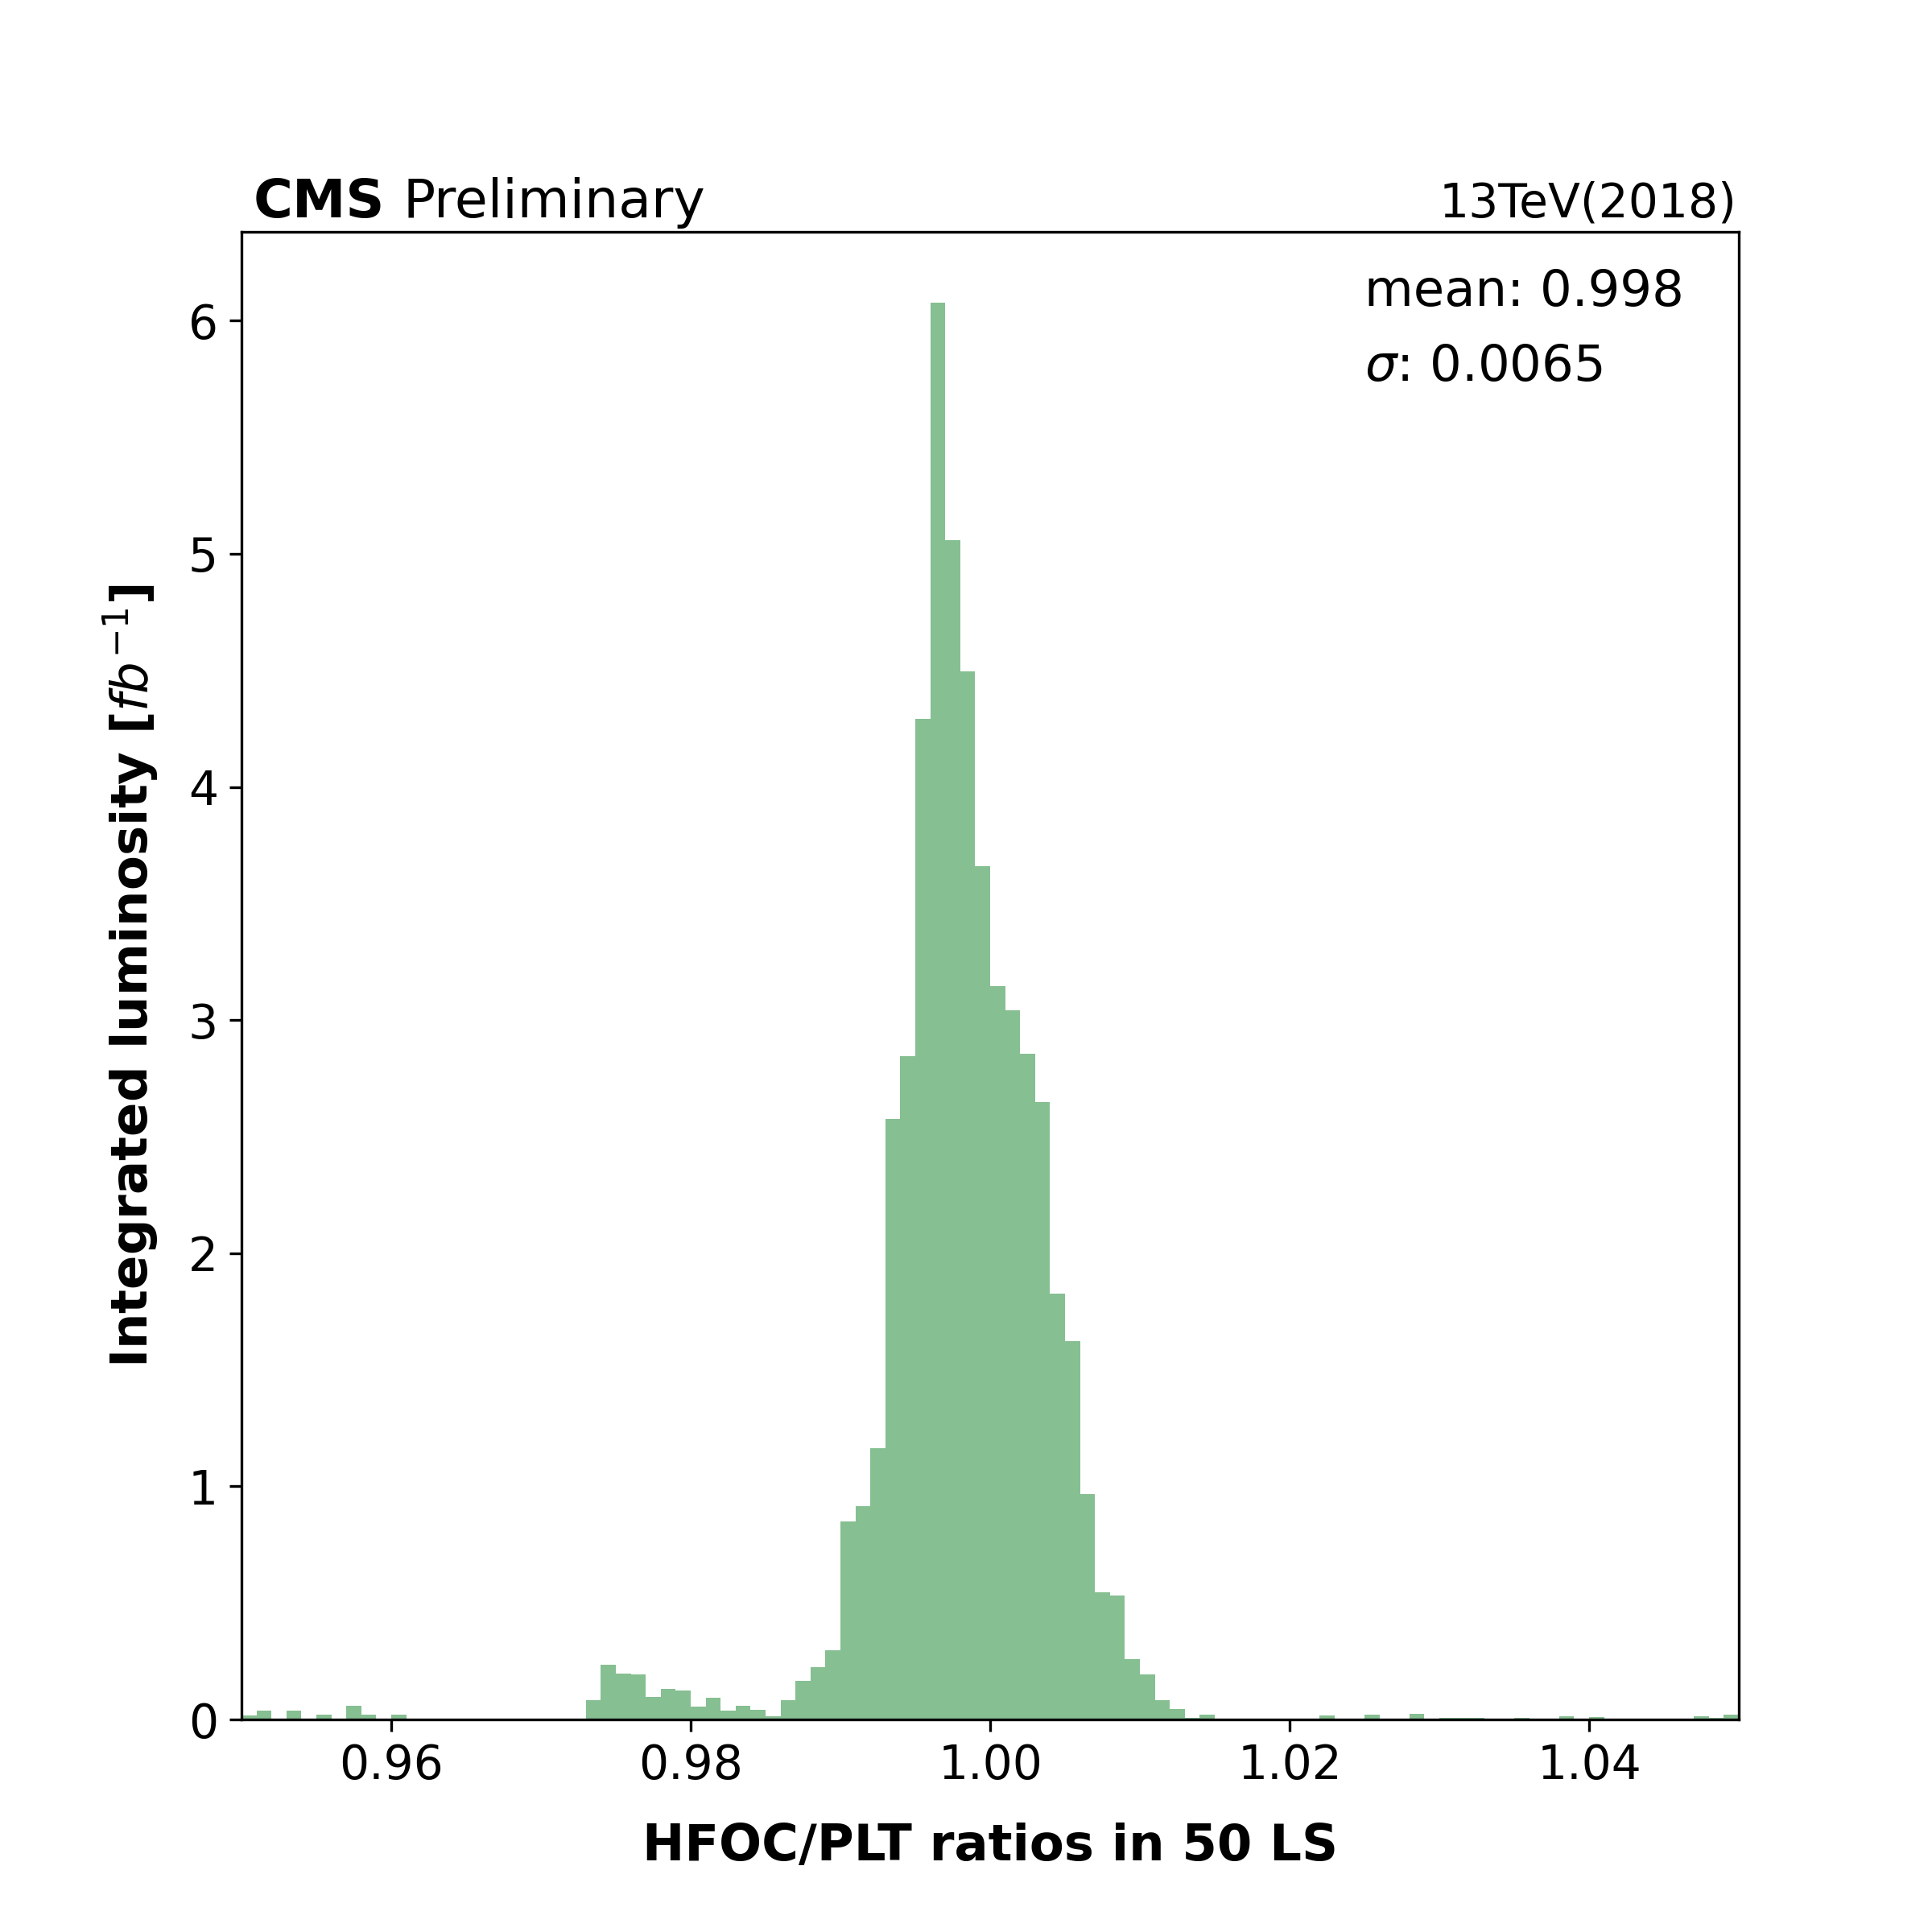 CMS Preliminary
13TeV(2018)
mean: 0.998
σ: 0.0065
Integrated luminosity [fb⁻¹]
6
5
4
3
2
1
0
0.96 0.98 1.00 1.02 1.04
HFOC/PLT ratios in 50 LS